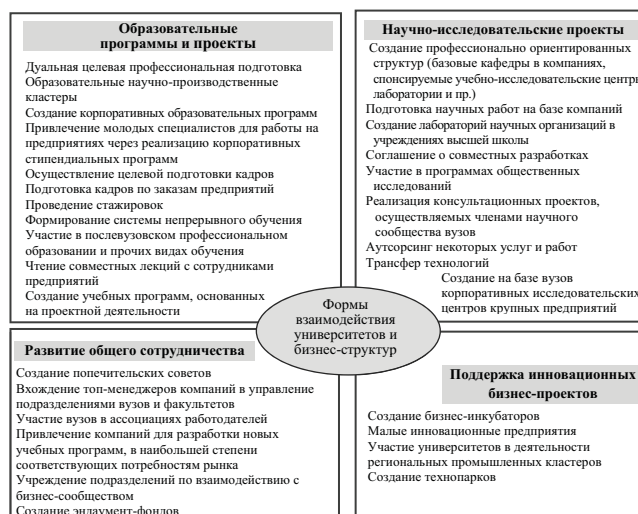 Образовательные
программы и проекты
Дуальная целевая профессиональная подготовка
Образовательные научно-производственные
кластеры
Создание корпоративных образовательных программ
Привлечение молодых специалистов для работы на
предприятиях через реализацию корпоративных
стипендиальных программ
Осуществление целевой подготовки кадров
Подготовка кадров по заказам предприятий
Проведение стажировок
Формирование системы непрерывного обучения
Участие в послевузовском профессиональном
образовании и прочих видах обучения
Чтение совместных лекций с сотрудниками
предприятий
Создание учебных программ, основанных
на проектной деятельности
Научно-исследовательские проекты
Создание профессионально ориентированных
структур (базовые кафедры в компаниях,
спонсируемые учебно-исследовательские центры
лаборатории и пр.)
Подготовка научных работ на базе компаний
Создание лабораторий научных организаций в
учреждениях высшей школы
Соглашение о совместных разработках
Участие в программах общественных
исследований
Реализация консультационных проектов,
осуществляемых членами научного
сообщества вузов
Аутсорсинг некоторых услуг и работ
Трансфер технологий
Создание на базе вузов
корпоративных исследовательских
центров крупных предприятий
Формы
взаимодействия
университетов и
бизнес-структур
Развитие общего сотрудничества
Создание попечительских советов
Вхождение топ-менеджеров компаний в управление
подразделениями вузов и факультетов
Участие вузов в ассоциациях работодателей
Привлечение компаний для разработки новых
учебных программ, в наибольшей степени
соответствующих потребностям рынка
Учреждение подразделений по взаимодействию с
бизнес-сообществом
Создание эндаумент-фондов
Поддержка инновационных
бизнес-проектов
Создание бизнес-инкубаторов
Малые инновационные предприятия
Участие университетов в деятельности
региональных промышленных кластеров
Создание технопарков